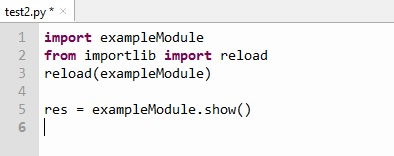 test2.py * ×
1 import exampleModule
2 from importlib import reload
3 reload(exampleModule)
4
5 res = exampleModule.show()
6